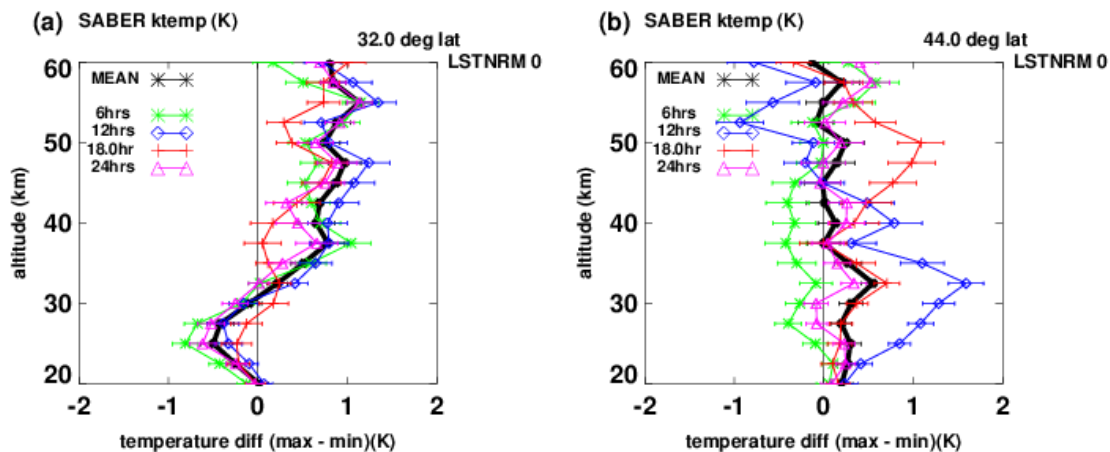 (a) SABER ktemp (K)
32.0 deg lat
LSTNRM 0
MEAN
6hrs
12hrs
18.0hr
24hrs
60
50
40
30
20
altitude (km)
-2 -1 0 1 2
temperature diff (max - min)(K)
(b) SABER ktemp (K)
44.0 deg lat
LSTNRM 0
MEAN
6hrs
12hrs
18.0hr
24hrs
60
50
40
30
20
altitude (km)
-2 -1 0 1 2
temperature diff (max - min)(K)